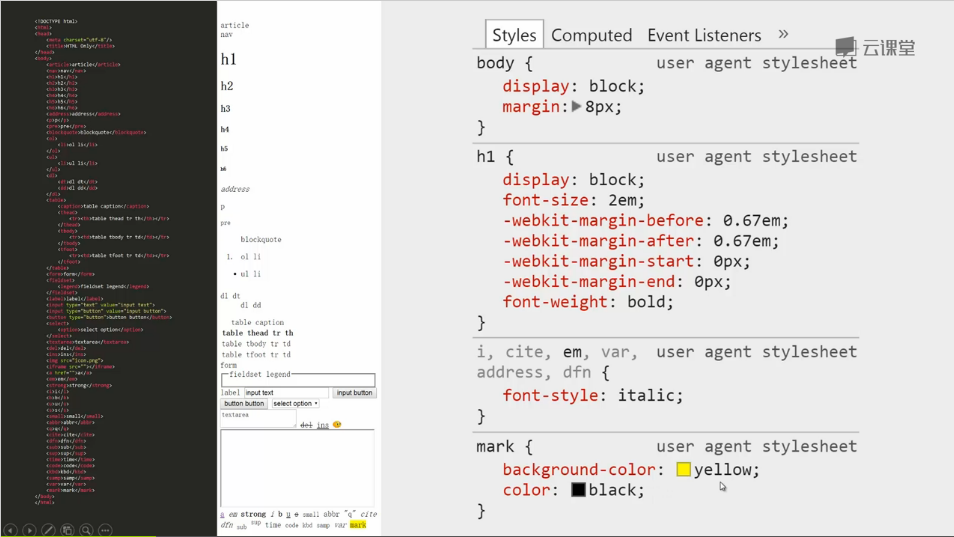 <!DOCTYPE html>
<html>
<head>
<meta charset="utf-8"/>
<title>HTML Only</title>
</head>
<body>
<article>article</article>
<nav>nav</nav>
<h1>h1</h1>
<h2>h2</h2>
<h3>h3</h3>
<h4>h4</h4>
<h5>h5</h5>
<h6>h6</h6>
<address>address</address>
<p>p</p>
<pre>pre</pre>
<blockquote>blockquote</blockquote>
<ol>
<li>ol li</li>
</ol>
<ul>
<li>ul li</li>
</ul>
<dl>
<dt>dl dt</dt>
<dd>dl dd</dd>
</dl>
<table>
<caption>table caption</caption>
<thead>
<tr><th>table thead tr th</th></tr>
</thead>
<tbody>
<tr><td>table tbody tr td</td></tr>
</tbody>
<tfoot>
<tr><td>table tfoot tr td</td></tr>
</tfoot>
</table>
<form>form</form>
<fieldset>
<legend>fieldset legend</legend>
</fieldset>
<label>label</label>
<input type="text" value="input text">
<input type="button" value="input button">
<button type="button">button button</button>
<select>
<option>select option</option>
</select>
<textarea>textarea</textarea>
<del>del</del>
<ins>ins</ins>
<img src="icon.png">
<iframe src=""></iframe>
<a href="">a</a>
<em>em</em>
<strong>strong</strong>
<i>i</i>
<b>b</b>
<u>u</u>
<s>s</s>
<small>small</small>
<abbr>abbr</abbr>
<q>q</q>
<cite>cite</cite>
<dfn>dfn</dfn>
<sub>sub</sub>
<sup>sup</sup>
<time>time</time>
<code>code</code>
<kbd>kbd</kbd>
<samp>samp</samp>
<var>var</var>
<mark>mark</mark>
</body>
</html>
article
nav
h1
h2
h3
h4
h5
h6
address
p
pre
blockquote
1. ol li
• ul li
dl dt
dl dd
table caption
table thead tr th
table tbody tr td
table tfoot tr td
form
fieldset legend
label input text input button
button button select option
textarea del ins
a em strong i b u s small abbr "q" cite
dfn sub sup time code kbd samp var mark
Styles Computed Event Listeners »
云课堂
body { user agent stylesheet
display: block;
margin:▶8px;
}
h1 { user agent stylesheet
display: block;
font-size: 2em;
-webkit-margin-before: 0.67em;
-webkit-margin-after: 0.67em;
-webkit-margin-start: 0px;
-webkit-margin-end: 0px;
font-weight: bold;
}
i, cite, em, var, user agent stylesheet
address, dfn {
font-style: italic;
}
mark { user agent stylesheet
background-color: yellow;
color: black;
}